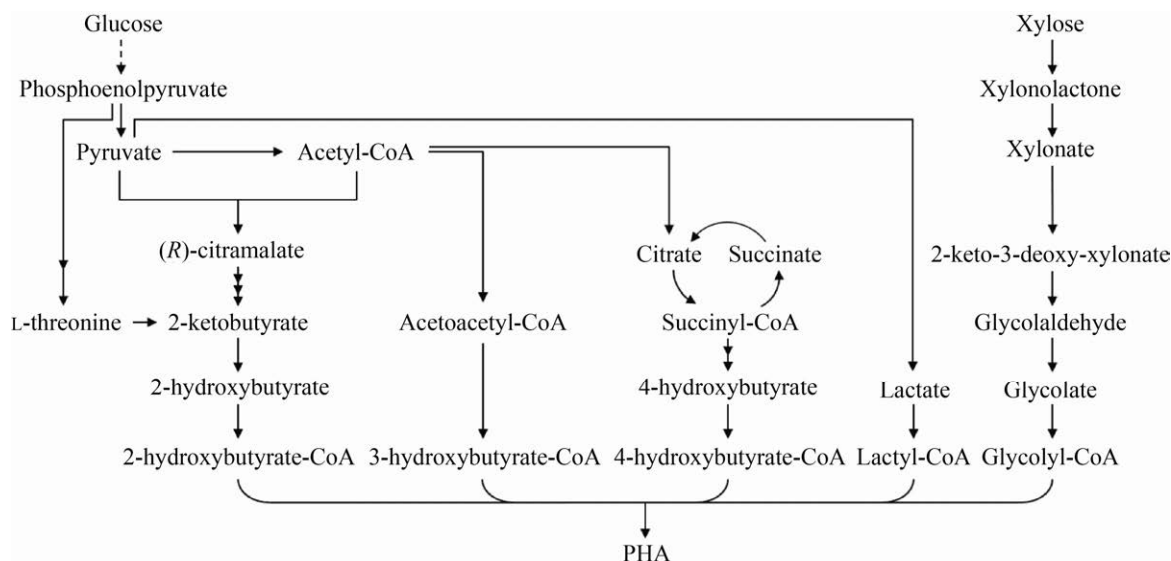 Glucose
Xylose
Phosphoenolpyruvate
Xylonolactone
Pyruvate
Acetyl-CoA
Xylonate
(R)-citramalate
Citrate
Succinate
2-keto-3-deoxy-xylonate
L-threonine
2-ketobutyrate
Acetoacetyl-CoA
Succinyl-CoA
Glycolaldehyde
2-hydroxybutyrate
4-hydroxybutyrate
Lactate
Glycolate
2-hydroxybutyrate-CoA
3-hydroxybutyrate-CoA
4-hydroxybutyrate-CoA
Lactyl-CoA
Glycolyl-CoA
PHA